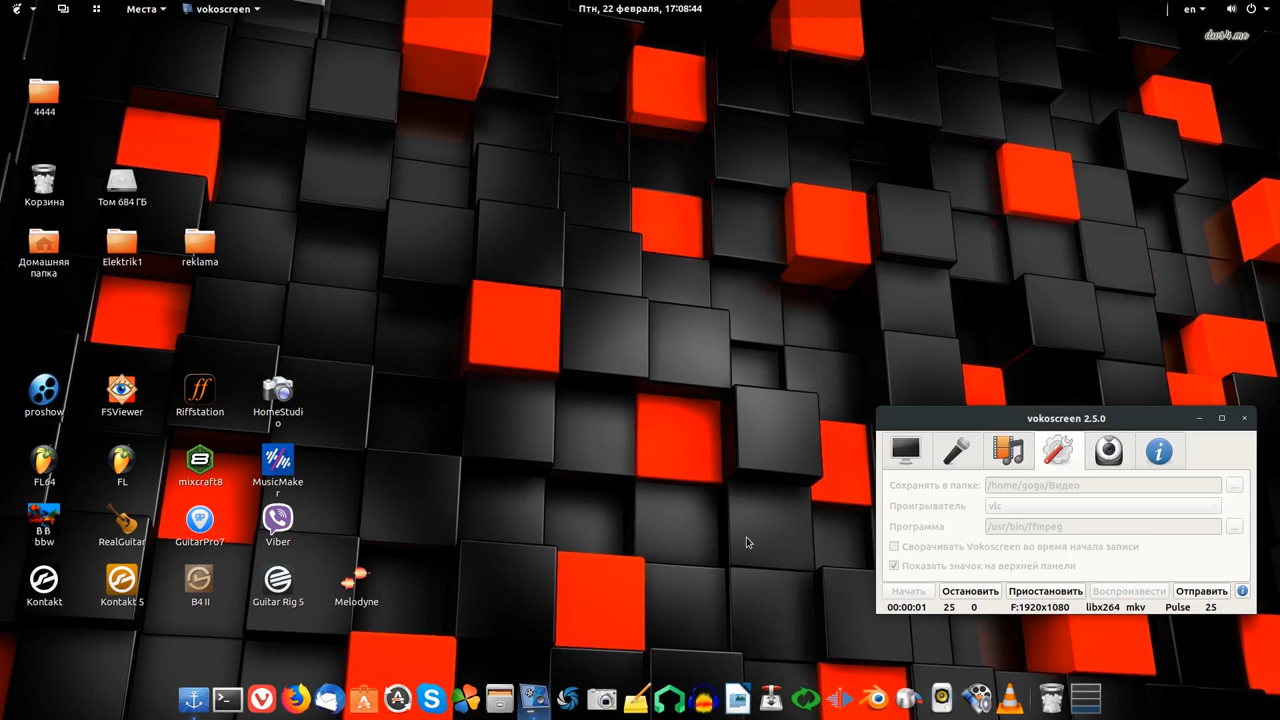 Места
vokoscreen
Птн, 22 февраля, 17:08:44
en
4444
Корзина
Том 684 ГБ
Домашняя
папка
Elektrik1
reklama
proshow
FSViewer
Riffstation
HomeStudi
o
FL64
FL
mixcraft8
MusicMake
r
BB
bbw
RealGuitar
GuitarPro7
Viber
Kontakt
Kontakt 5
B4 II
Guitar Rig 5
Melodyne
vokoscreen 2.5.0
Сохранять в папке: /home/goga/Видео ...
Проигрыватель vlc
Программа /usr/bin/ffmpeg ...
Сворачивать Vokoscreen во время начала записи
Показать значок на верхней панели
Начать Остановить Приостановить Воспроизвести Отправить
00:00:01 25 0 F:1920x1080 libx264 mkv Pulse 25